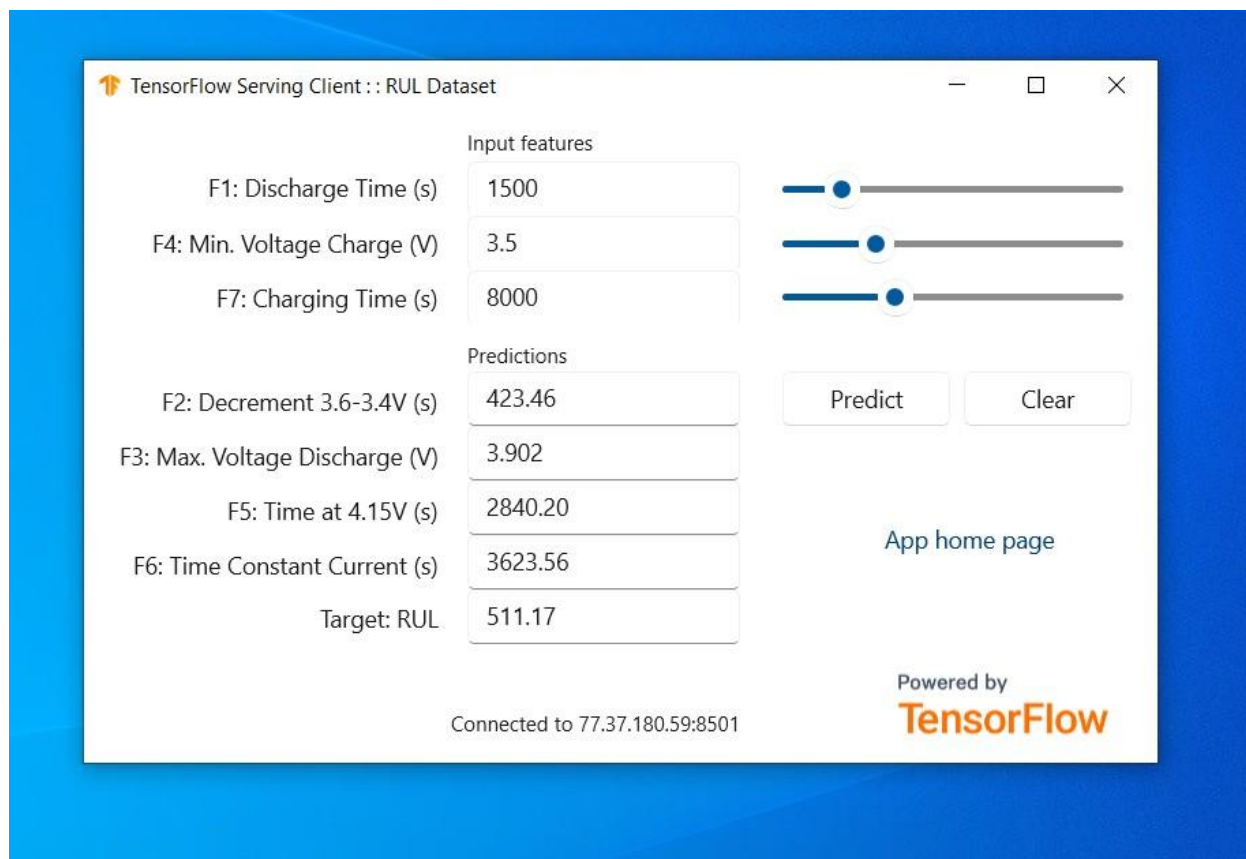 TensorFlow Serving Client : : RUL Dataset
Input features
F1: Discharge Time (s) 1500
F4: Min. Voltage Charge (V) 3.5
F7: Charging Time (s) 8000
Predictions
F2: Decrement 3.6-3.4V (s) 423.46 Predict Clear
F3: Max. Voltage Discharge (V) 3.902
F5: Time at 4.15V (s) 2840.20
App home page
F6: Time Constant Current (s) 3623.56
Target: RUL 511.17
Powered by
TensorFlow
Connected to 77.37.180.59:8501